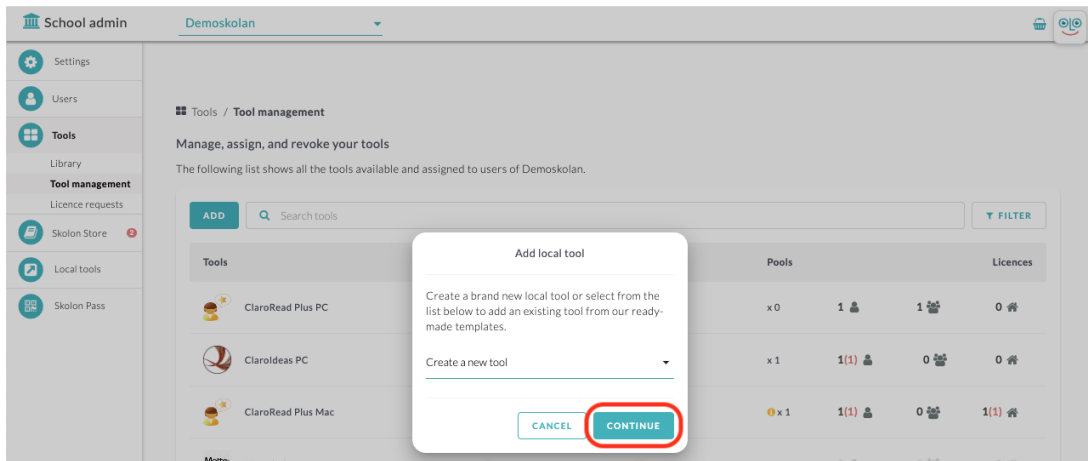 School admin
Demoskolan
Settings
Users
Tools
Library
Tool management
Licence requests
Skolon Store
Local tools
Skolon Pass
Tools / Tool management
Manage, assign, and revoke your tools
The following list shows all the tools available and assigned to users of Demoskolan.
ADD
Search tools
FILTER
Tools
Pools
Licences
ClaroRead Plus PC
x 0
1
1
0
ClaroIdeas PC
x 1
1(1)
0
0
ClaroRead Plus Mac
x 1
1(1)
0
1(1)
Add local tool
Create a brand new local tool or select from the
list below to add an existing tool from our ready-
made templates.
Create a new tool
CANCEL
CONTINUE